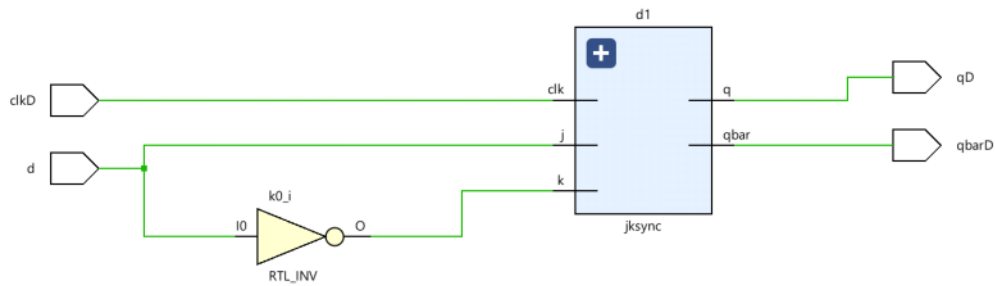 d1
clkD
clk
q
qD
j
qbar
qbarD
d
k
k0_i
I0
O
jksync
RTL_INV